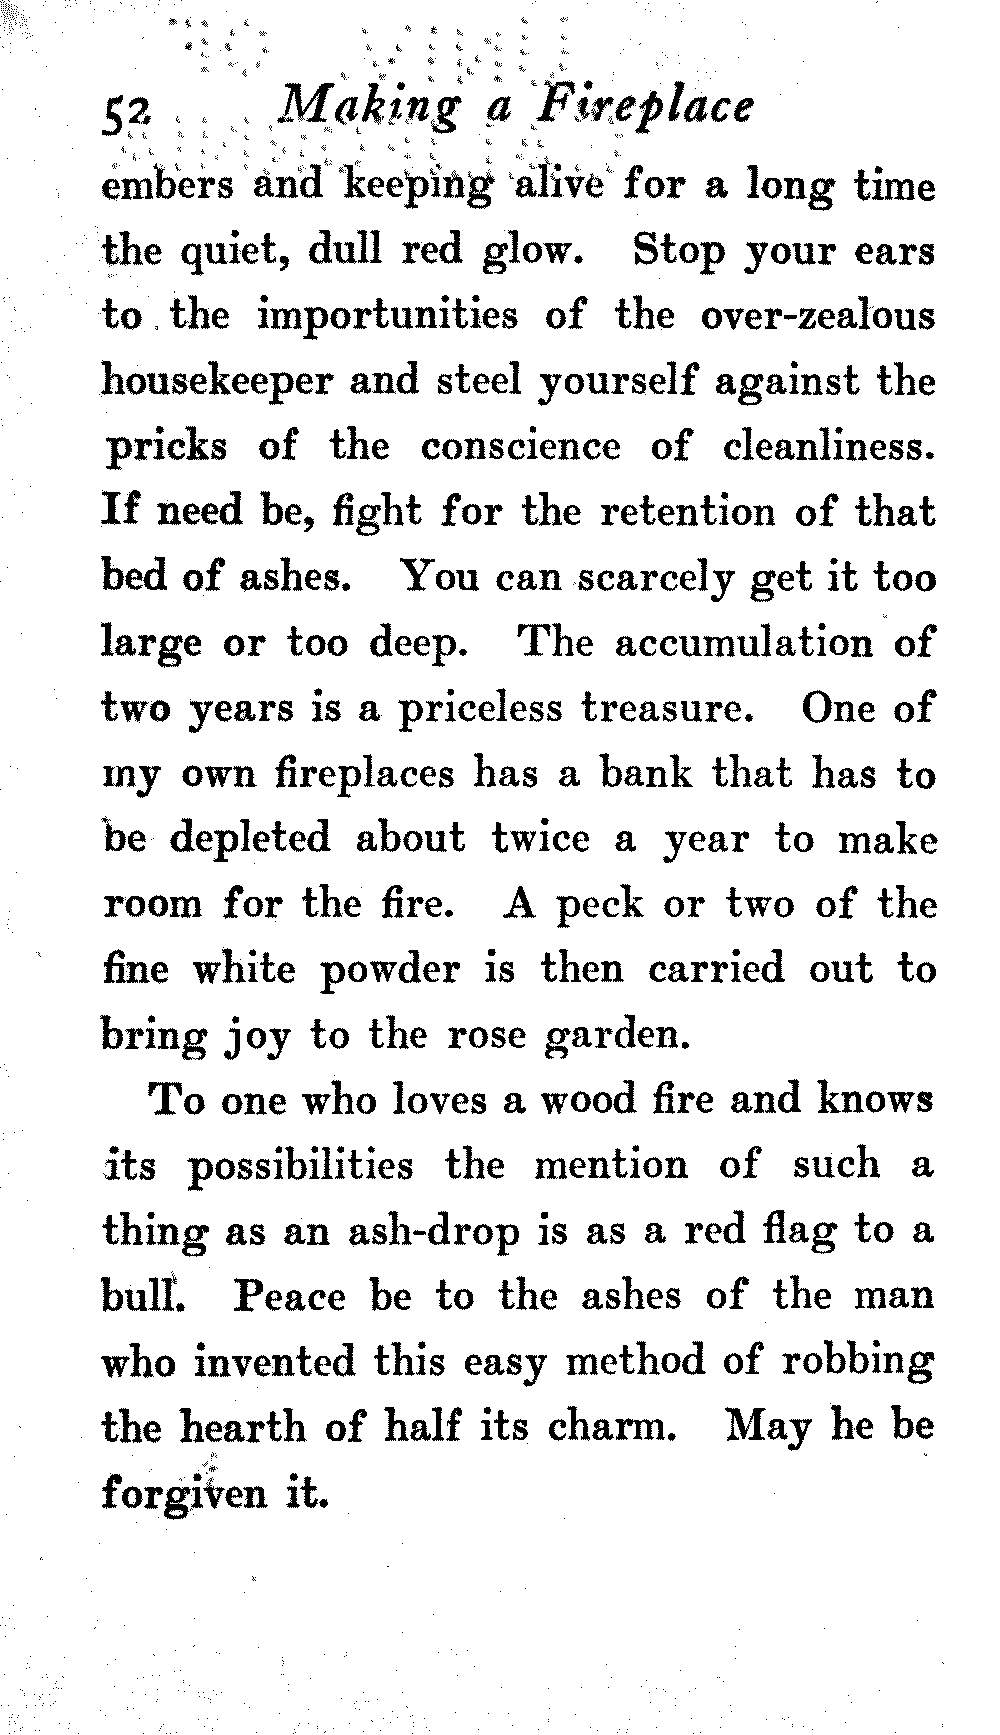 52 Making a Fireplace
embers and keeping alive for a long time
the quiet, dull red glow. Stop your ears
to the importunities of the over-zealous
housekeeper and steel yourself against the
pricks of the conscience of cleanliness.
If need be, fight for the retention of that
bed of ashes. You can scarcely get it too
large or too deep. The accumulation of
two years is a priceless treasure. One of
my own fireplaces has a bank that has to
be depleted about twice a year to make
room for the fire. A peck or two of the
fine white powder is then carried out to
bring joy to the rose garden.
To one who loves a wood fire and knows
its possibilities the mention of such a
thing as an ash-drop is as a red flag to a
bull. Peace be to the ashes of the man
who invented this easy method of robbing
the hearth of half its charm. May he be
forgiven it.